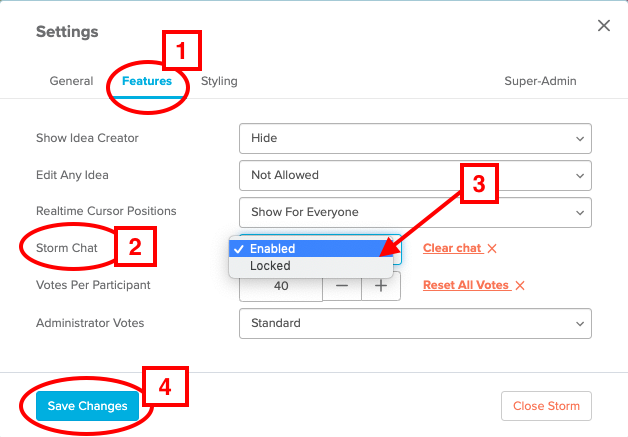 Settings
1
General Features Styling Super-Admin
Show Idea Creator Hide
Edit Any Idea Not Allowed
3
Realtime Cursor Positions Show For Everyone
Storm Chat 2 Enabled Clear chat
Locked
Votes Per Participant 40 Reset All Votes
Administrator Votes Standard
4
Save Changes Close Storm